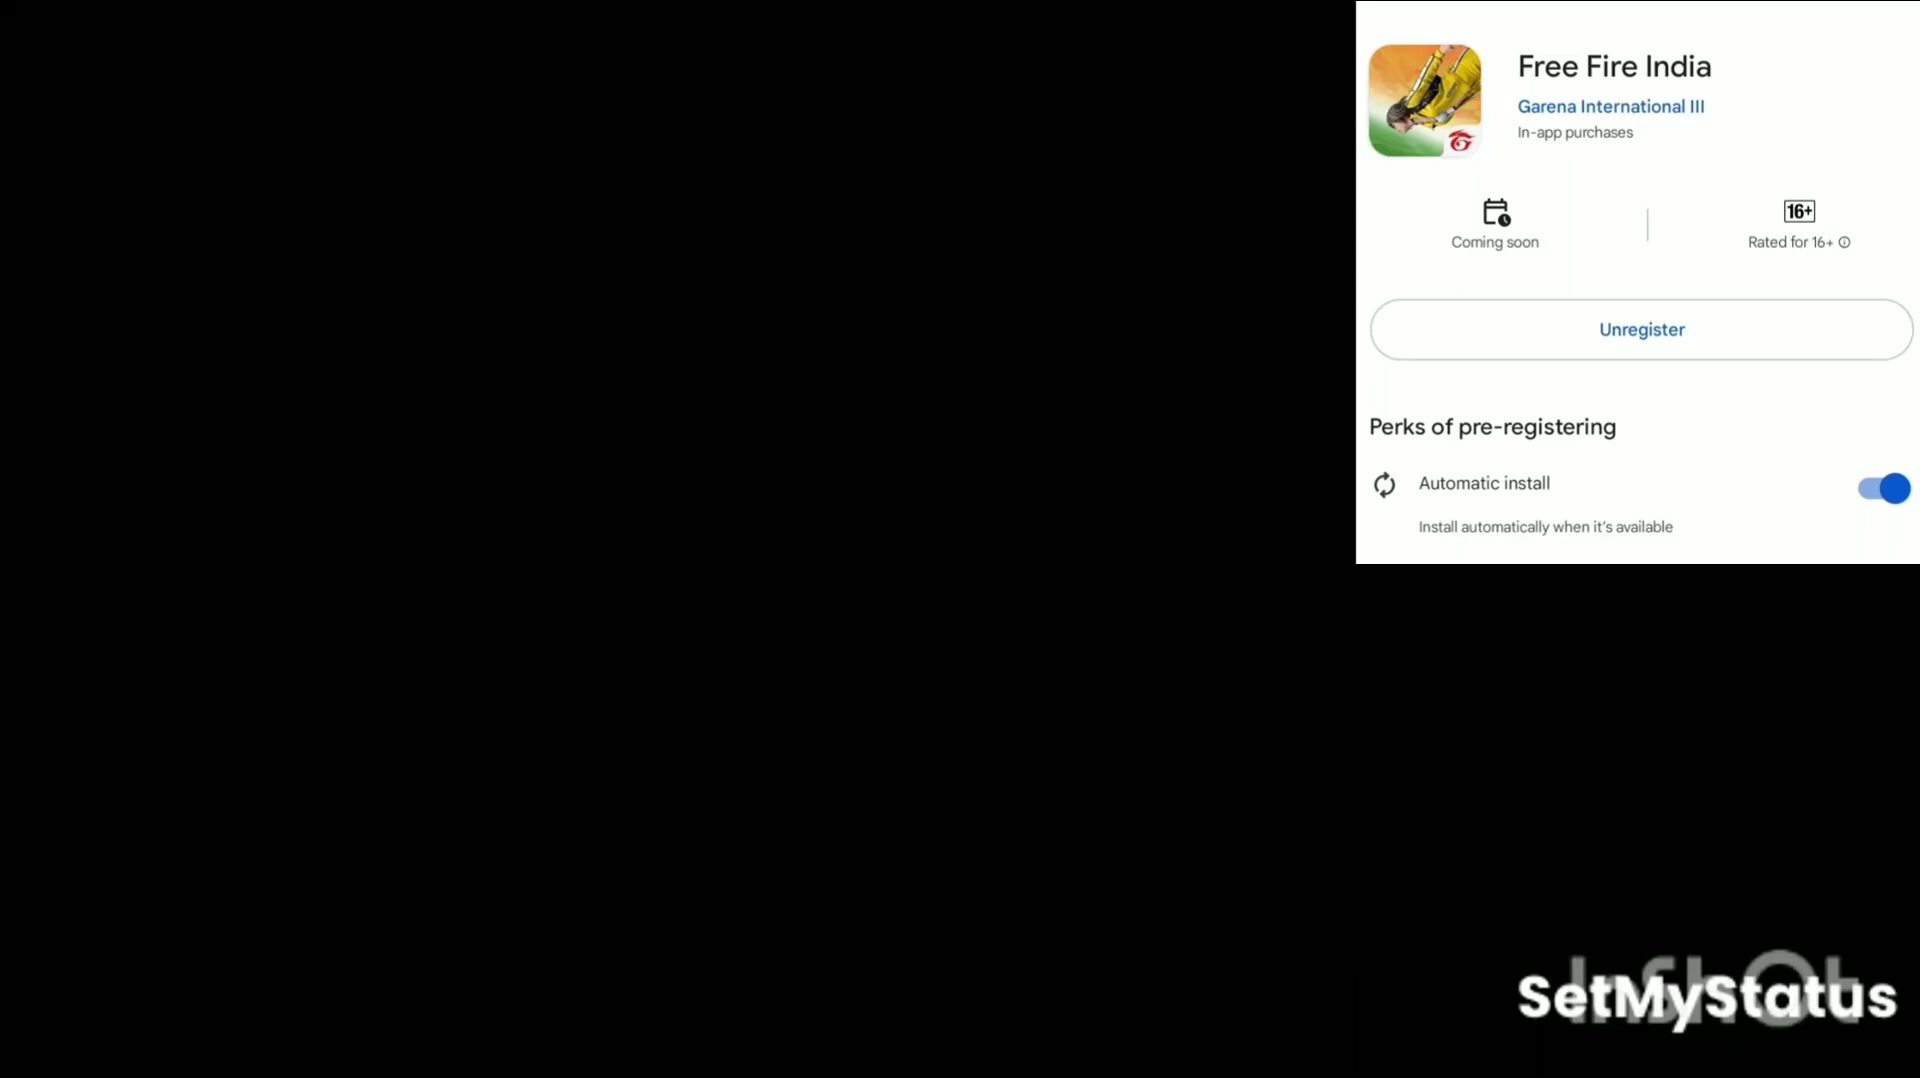 Free Fire India
Garena International III
In-app purchases
Coming soon
16+
Rated for 16+
Unregister
Perks of pre-registering
Automatic install
Install automatically when it's available
InShOt
SetMyStatus